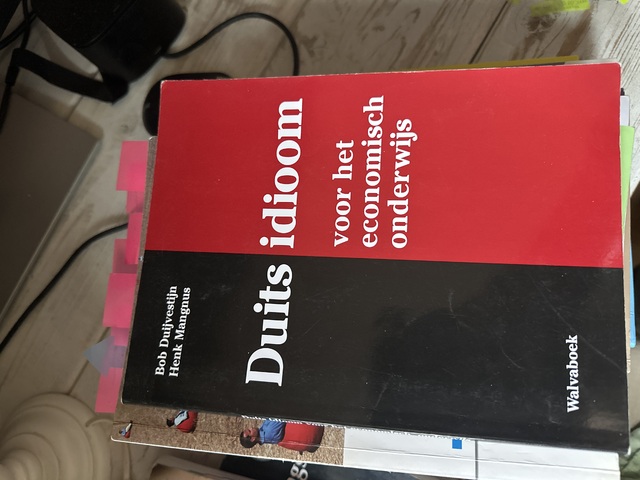 Bob Duijvestijn
Henk Mangnus
Duits idioom
voor het
economisch
onderwijs
Walvaboek